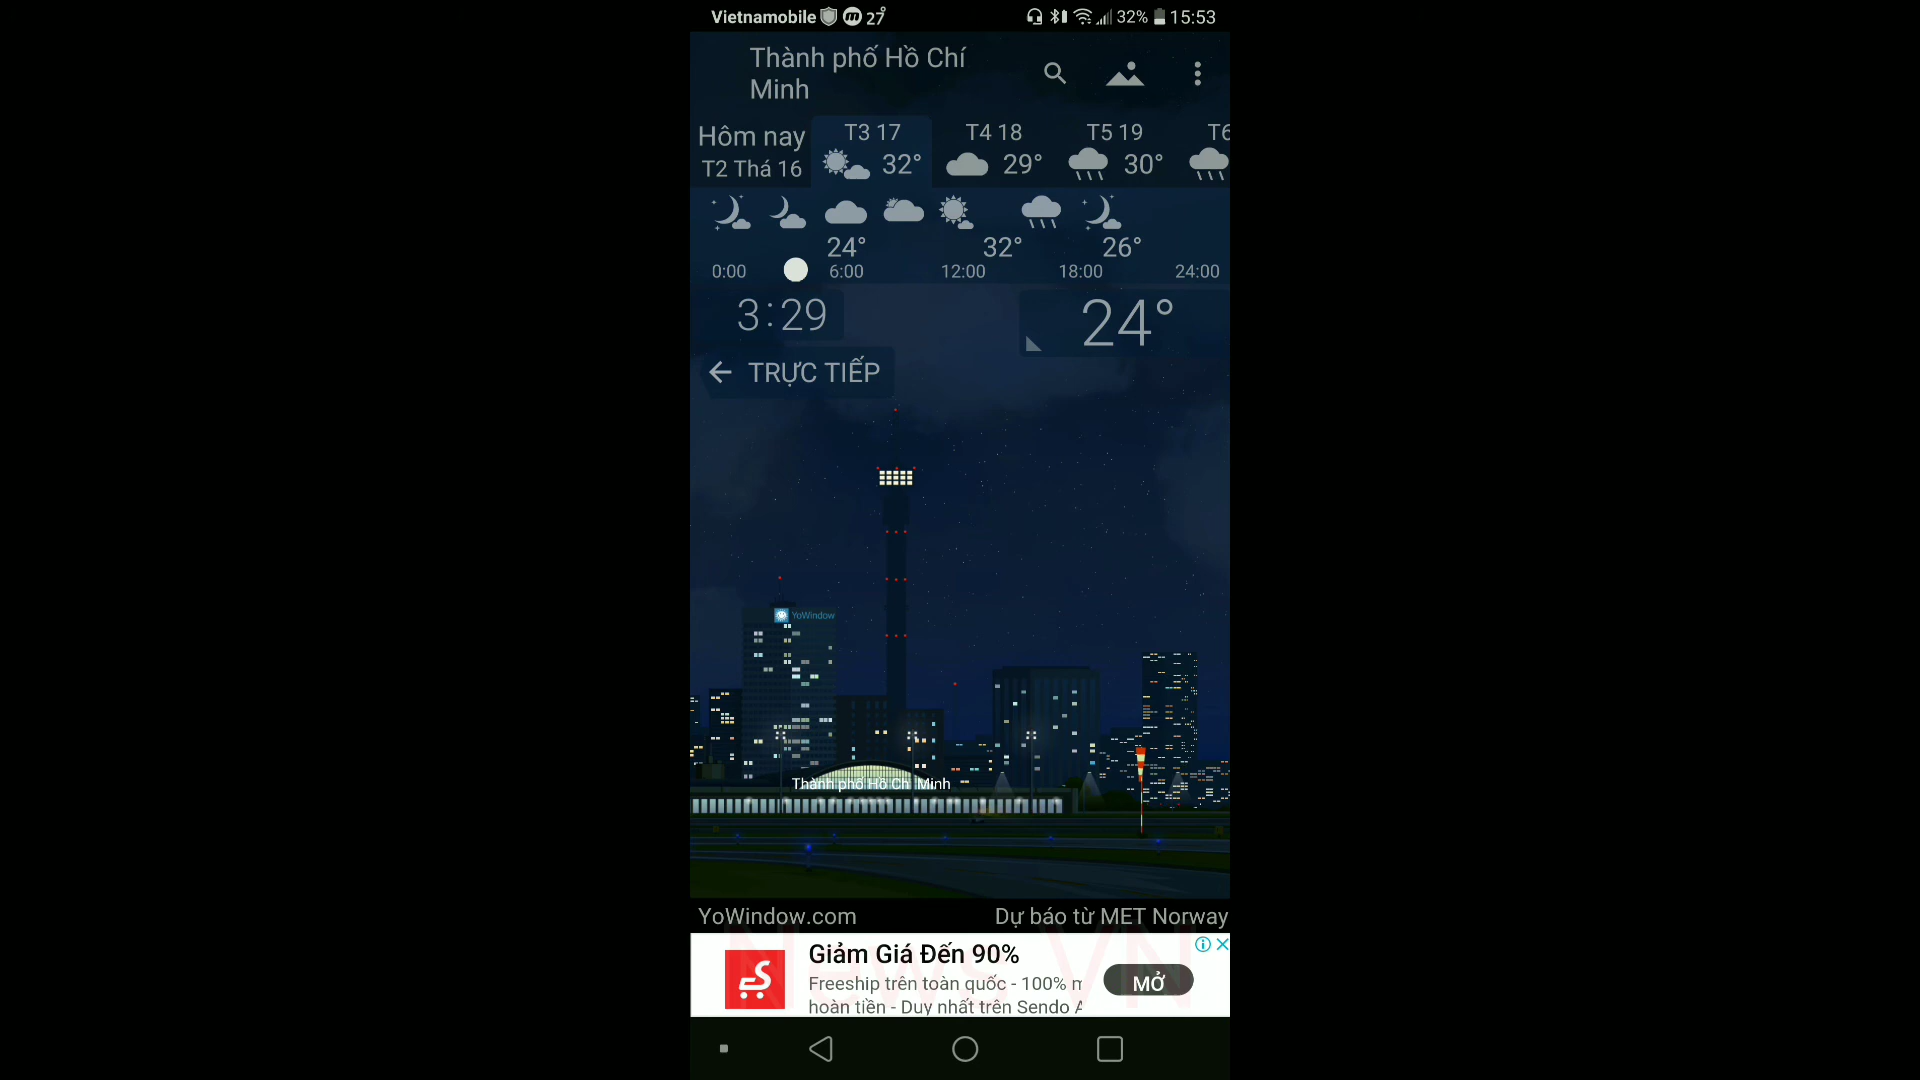 Vietnamobile 27° 32% 15:53
Thành phố Hồ Chí
Minh
Hôm nay
T2 Thá 16
T3 17
32°
T4 18
29°
T5 19
30°
T6
24° 32° 26°
0:00 6:00 12:00 18:00 24:00
3:29
24°
TRỰC TIẾP
YoWindow
Thành phố Hồ Chí Minh
YoWindow.com
Dự báo từ MET Norway
Giảm Giá Đến 90%
Freeship trên toàn quốc - 100% m
hoàn tiền - Duy nhất trên Sendo A
MỞ
News VN